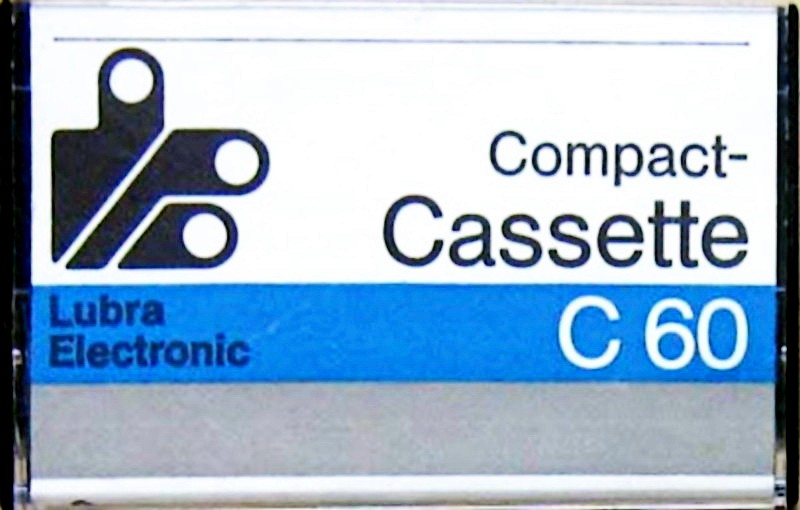 Compact-
Cassette
C 60
Lubra
Electronic